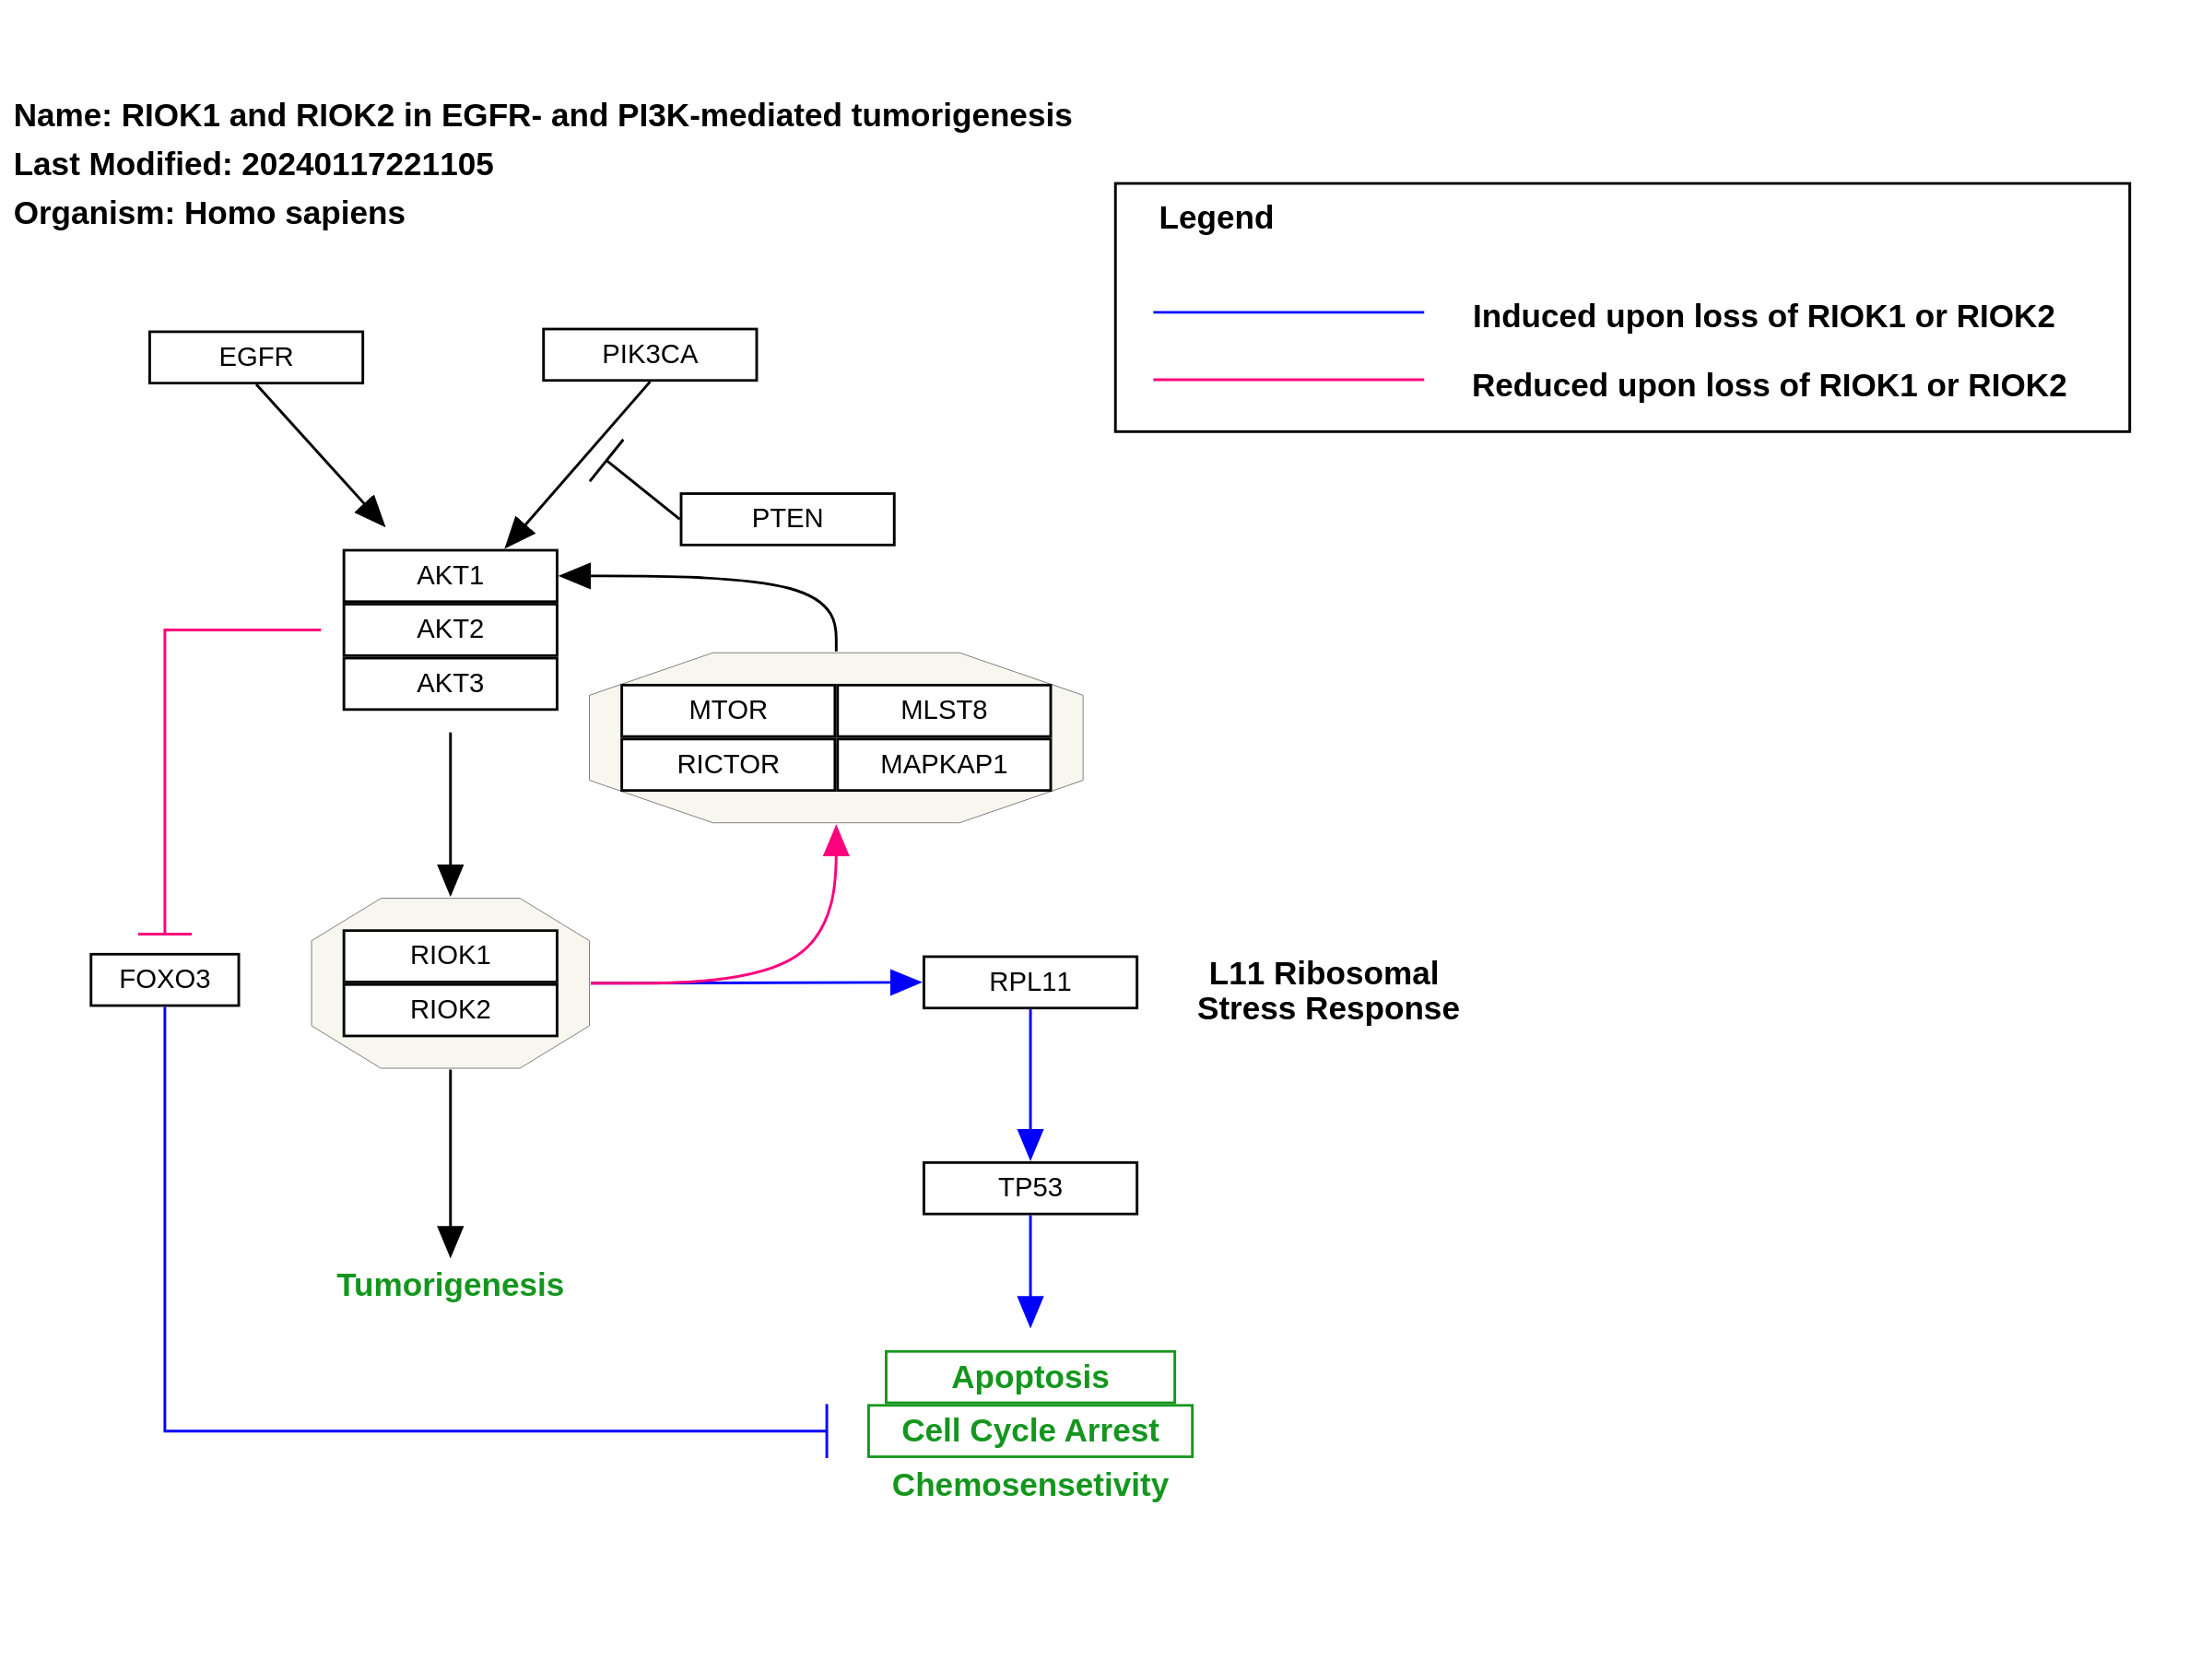 Name: RIOK1 and RIOK2 in EGFR- and PI3K-mediated tumorigenesis
Last Modified: 20240117221105
Organism: Homo sapiens
Legend
Induced upon loss of RIOK1 or RIOK2
Reduced upon loss of RIOK1 or RIOK2
EGFR
PIK3CA
PTEN
AKT1
AKT2
AKT3
MTOR
MLST8
RICTOR
MAPKAP1
FOXO3
RIOK1
RIOK2
RPL11
L11 Ribosomal
Stress Response
TP53
Tumorigenesis
Apoptosis
Cell Cycle Arrest
Chemosensetivity